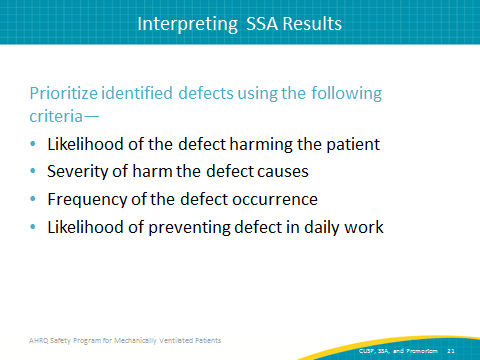 Interpreting SSA Results
Prioritize identified defects using the following
criteria—
• Likelihood of the defect harming the patient
• Severity of harm the defect causes
• Frequency of the defect occurrence
• Likelihood of preventing defect in daily work
AHRQ Safety Program for Mechanically Ventilated Patients
CUSP, SSA, and Premortem 21